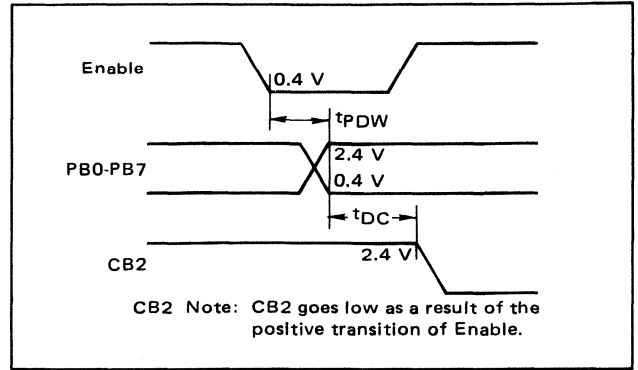 Enable
0.4 V
tPDW
PB0-PB7
2.4 V
0.4 V
tDC
CB2
2.4 V
CB2 Note: CB2 goes low as a result of the
positive transition of Enable.